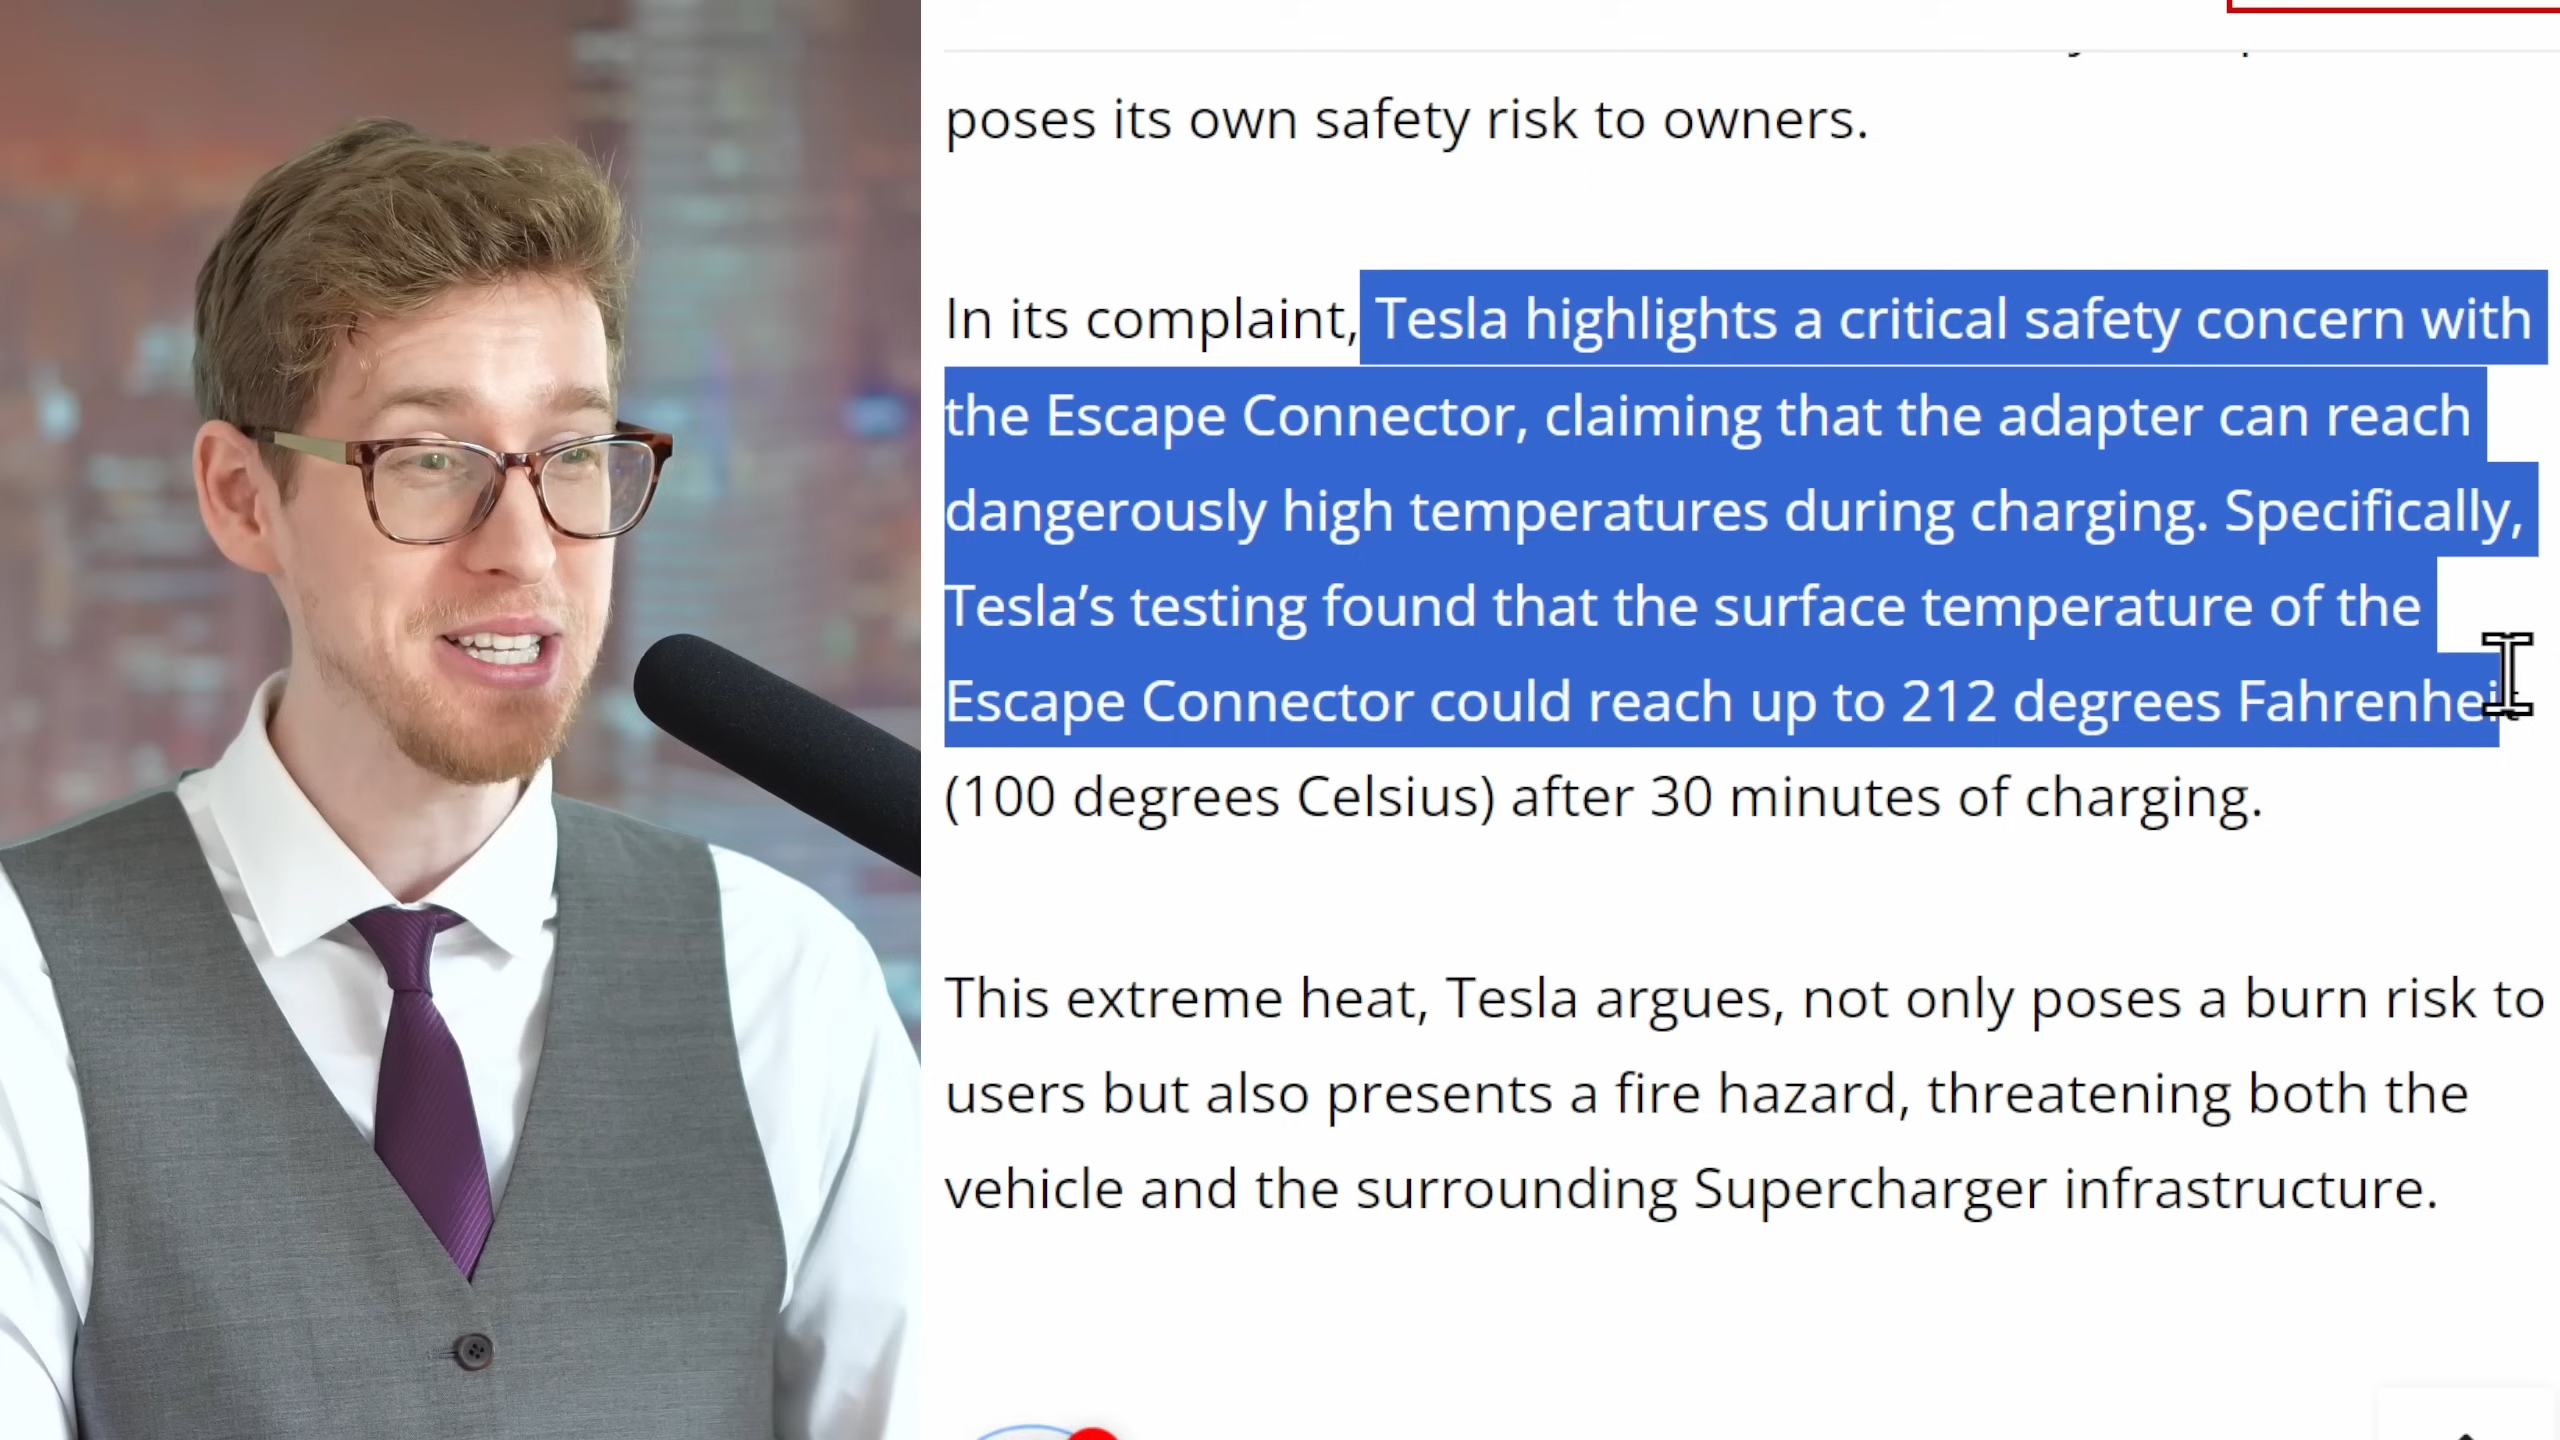 poses its own safety risk to owners.
In its complaint, Tesla highlights a critical safety concern with
the Escape Connector, claiming that the adapter can reach
dangerously high temperatures during charging. Specifically,
Tesla’s testing found that the surface temperature of the
Escape Connector could reach up to 212 degrees Fahrenheit
(100 degrees Celsius) after 30 minutes of charging.
This extreme heat, Tesla argues, not only poses a burn risk to
users but also presents a fire hazard, threatening both the
vehicle and the surrounding Supercharger infrastructure.